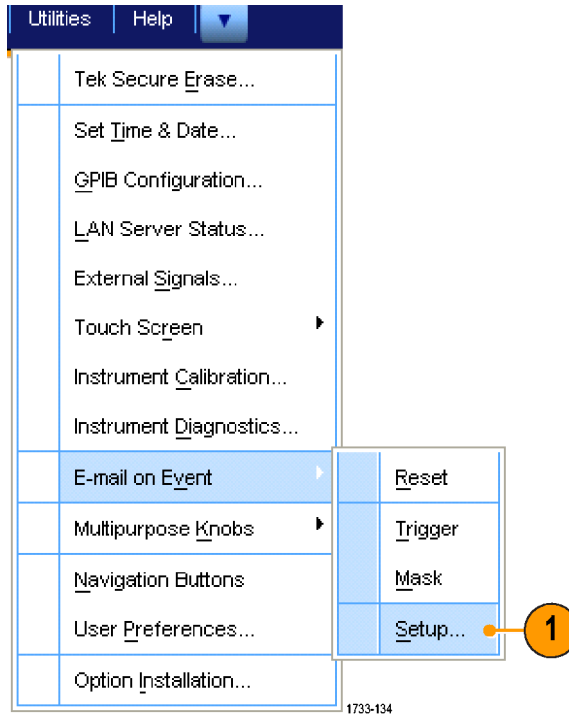 Utilities Help
Tek Secure Erase...
Set Time & Date...
GPIB Configuration...
LAN Server Status...
External Signals...
Touch Screen
Instrument Calibration...
Instrument Diagnostics...
E-mail on Event
Reset
Multipurpose Knobs
Trigger
Navigation Buttons
Mask
User Preferences...
Setup... 1
Option Installation...
1733-134